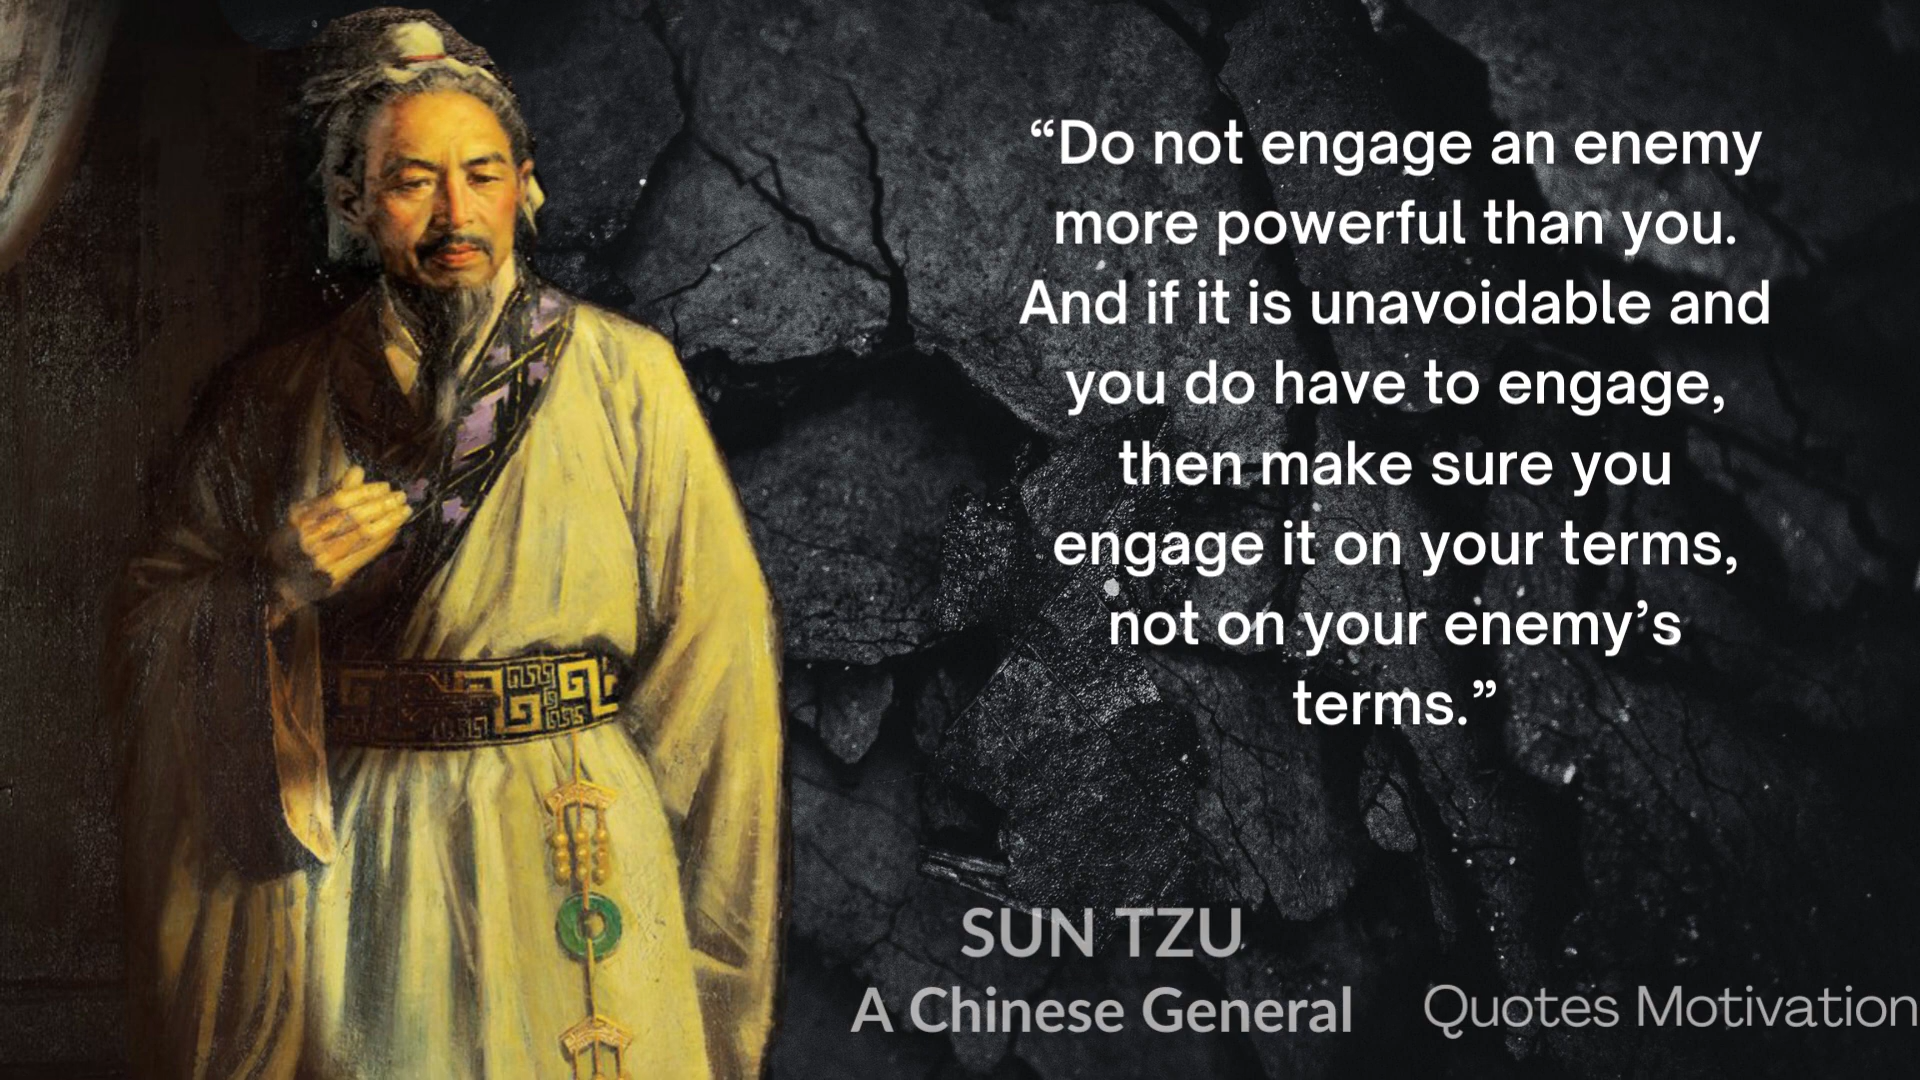 “Do not engage an enemy
more powerful than you.
And if it is unavoidable and
you do have to engage,
then make sure you
engage it on your terms,
not on your enemy’s
terms.”
SUN TZU
A Chinese General
Quotes Motivation